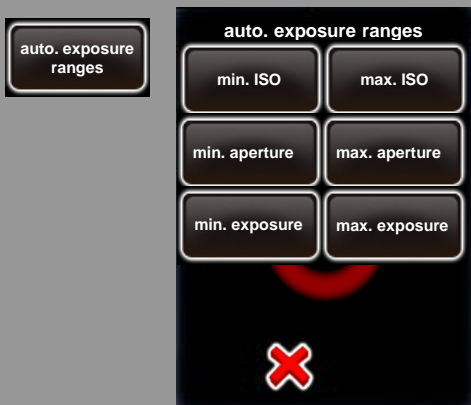 auto. exposure
ranges
auto. exposure ranges
min. ISO
max. ISO
min. aperture
max. aperture
min. exposure
max. exposure